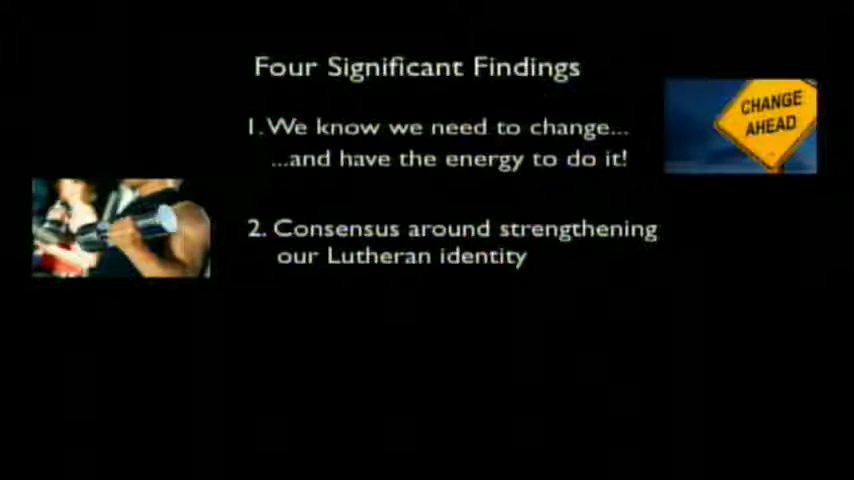 Four Significant Findings
1. We know we need to change...
...and have the energy to do it!
CHANGE
AHEAD
2. Consensus around strengthening
our Lutheran identity